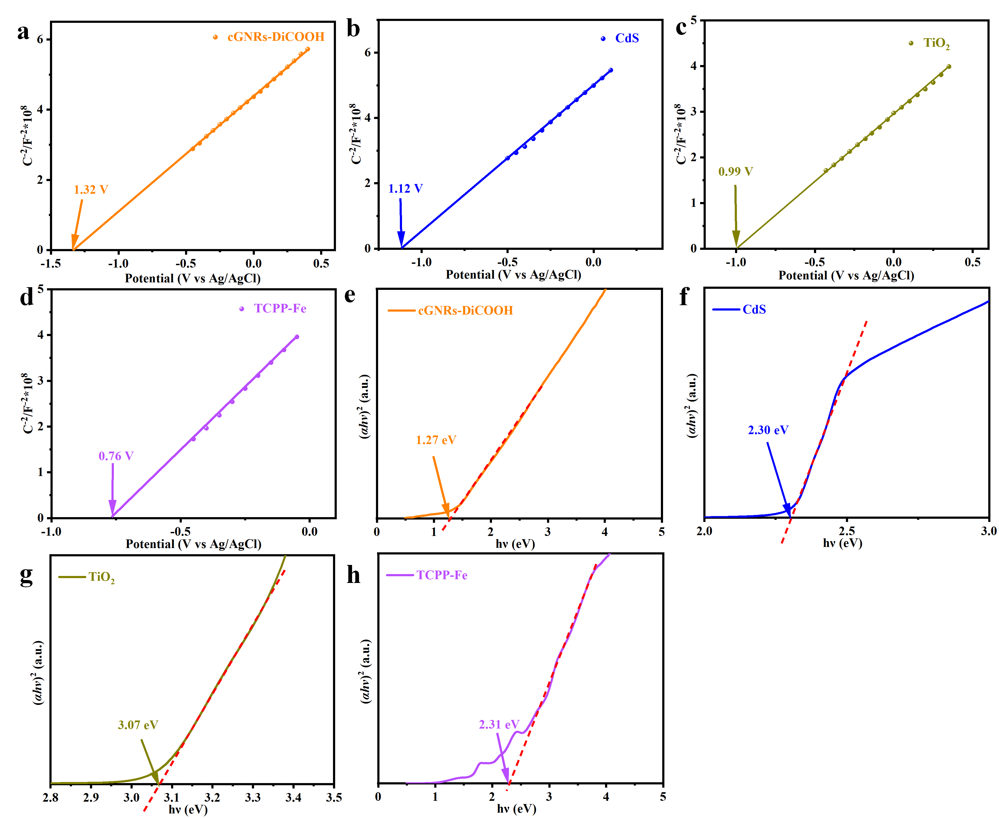 a
cGNRs-DiCOOH
1.32 V
C⁻²/F⁻²*10⁸
6
4
2
0
-1.5 -1.0 -0.5 0.0 0.5
Potential (V vs Ag/AgCl)
b
CdS
1.12 V
C⁻²/F⁻²*10⁸
6
4
2
0
-1.0 -0.5 0.0
Potential (V vs Ag/AgCl)
c
TiO₂
0.99 V
C⁻²/F⁻²*10⁸
5
4
3
2
1
0
-1.0 -0.5 0.0 0.5
Potential (V vs Ag/AgCl)
d
TCPP-Fe
0.76 V
C⁻²/F⁻²*10⁸
5
4
3
2
1
0
-1.0 -0.5 0.0
Potential (V vs Ag/AgCl)
e
cGNRs-DiCOOH
1.27 eV
(αhν)² (a.u.)
0 1 2 3 4 5
hν (eV)
f
CdS
2.30 eV
(αhν)² (a.u.)
2.0 2.5 3.0
hν (eV)
g
TiO₂
3.07 eV
(αhν)² (a.u.)
2.8 2.9 3.0 3.1 3.2 3.3 3.4 3.5
hν (eV)
h
TCPP-Fe
2.31 eV
(αhν)² (a.u.)
0 1 2 3 4 5
hν (eV)